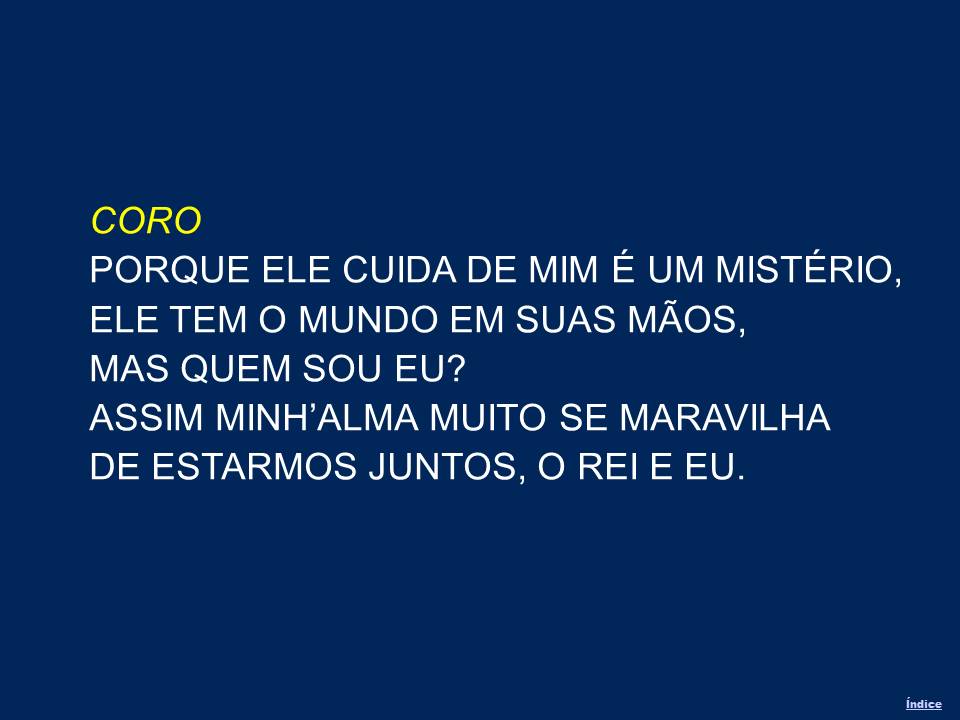 CORO
PORQUE ELE CUIDA DE MIM É UM MISTÉRIO,
ELE TEM O MUNDO EM SUAS MÃOS,
MAS QUEM SOU EU?
ASSIM MINH’ALMA MUITO SE MARAVILHA
DE ESTARMOS JUNTOS, O REI E EU.
Índice